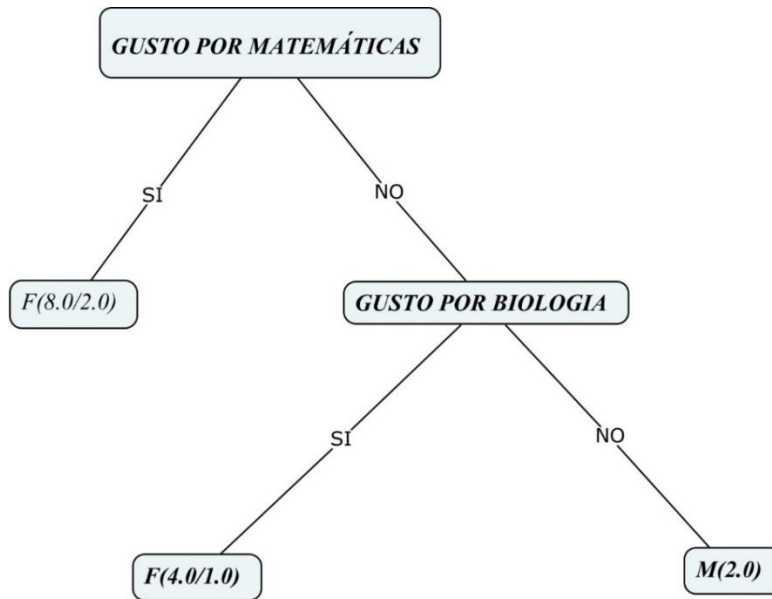 GUSTO POR MATEMÁTICAS
SI
NO
F(8.0/2.0)
GUSTO POR BIOLOGIA
SI
NO
F(4.0/1.0)
M(2.0)